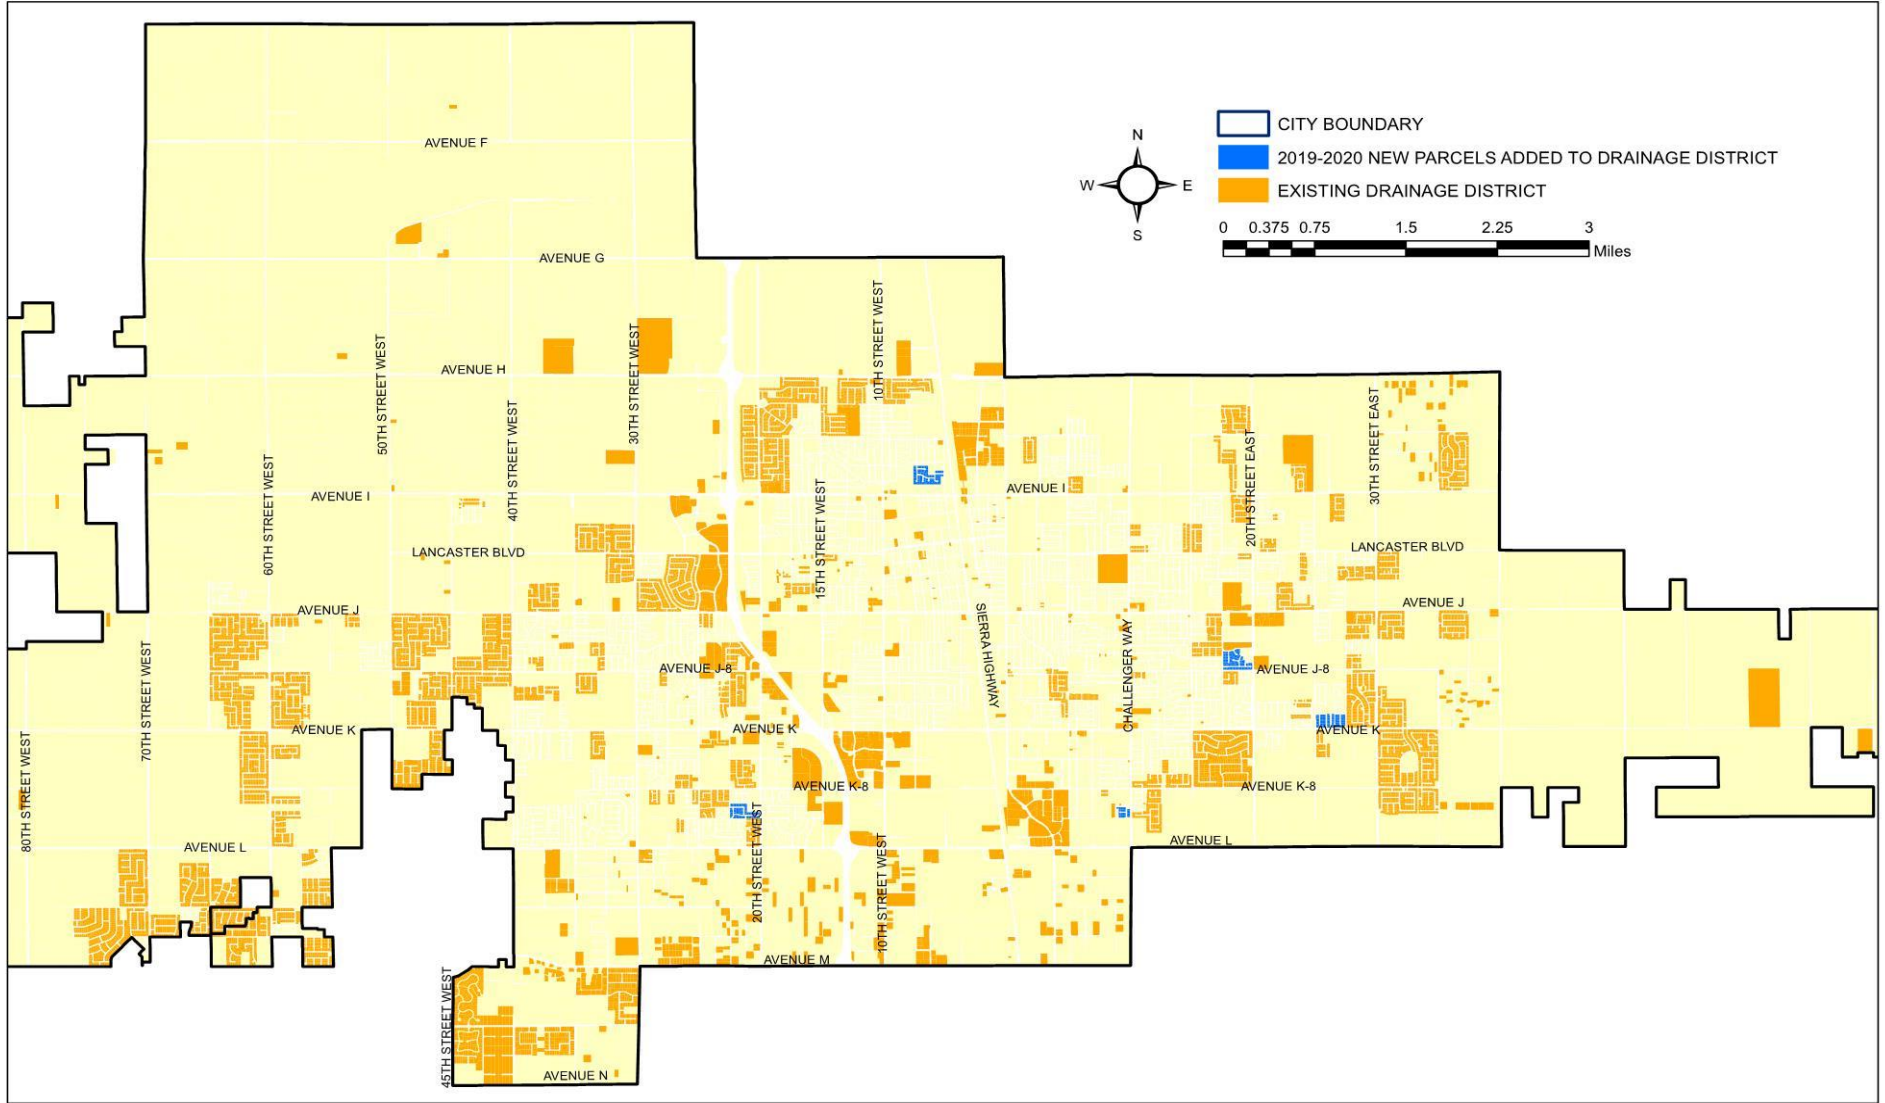 CITY BOUNDARY
2019-2020 NEW PARCELS ADDED TO DRAINAGE DISTRICT
EXISTING DRAINAGE DISTRICT
0 0.375 0.75 1.5 2.25 3
Miles
N
W E
S
AVENUE F
AVENUE G
AVENUE H
50TH STREET WEST
40TH STREET WEST
30TH STREET WEST
10TH STREET WEST
60TH STREET WEST
AVENUE I
15TH STREET WEST
AVENUE I
20TH STREET EAST
30TH STREET EAST
LANCASTER BLVD
LANCASTER BLVD
AVENUE J
AVENUE J
SIERRA HIGHWAY
CHALLENGER WAY
70TH STREET WEST
AVENUE J-8
AVENUE J-8
AVENUE K
AVENUE K
AVENUE K
80TH STREET WEST
AVENUE K-8
AVENUE K-8
AVENUE L
AVENUE L
20TH STREET WEST
10TH STREET WEST
AVENUE M
45TH STREET WEST
AVENUE N